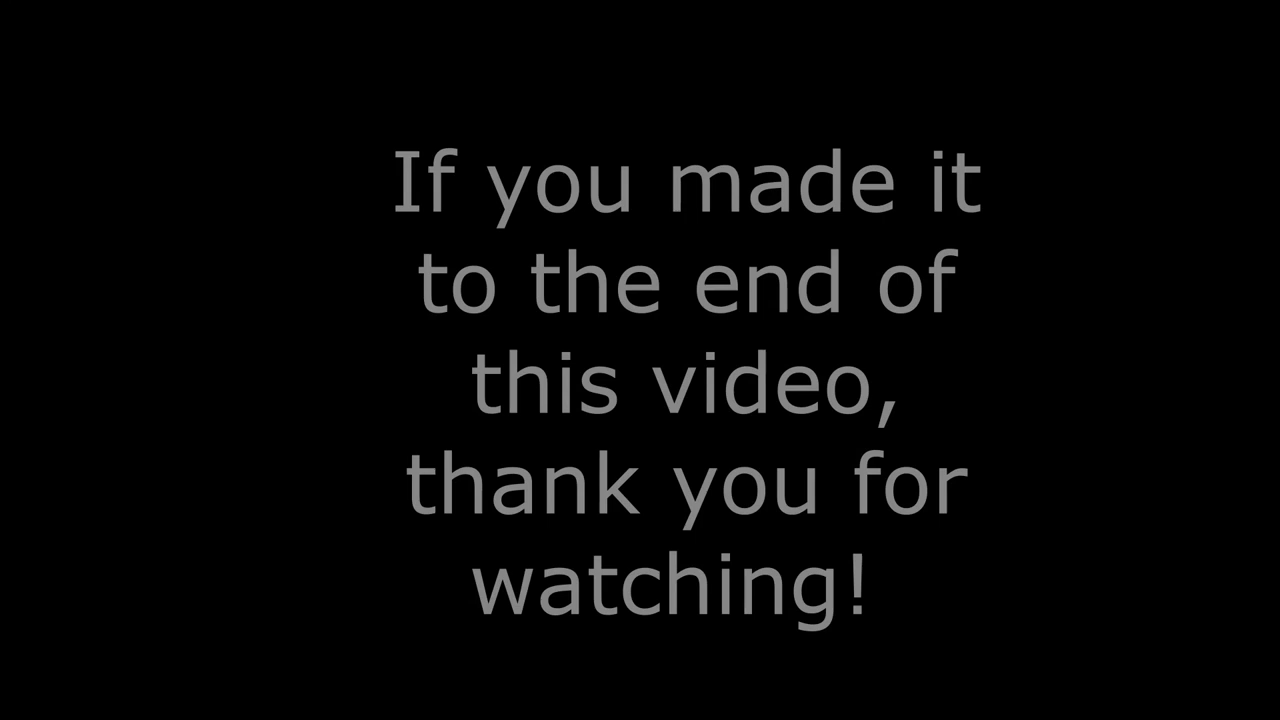 If you made it
to the end of
this video,
thank you for
watching!